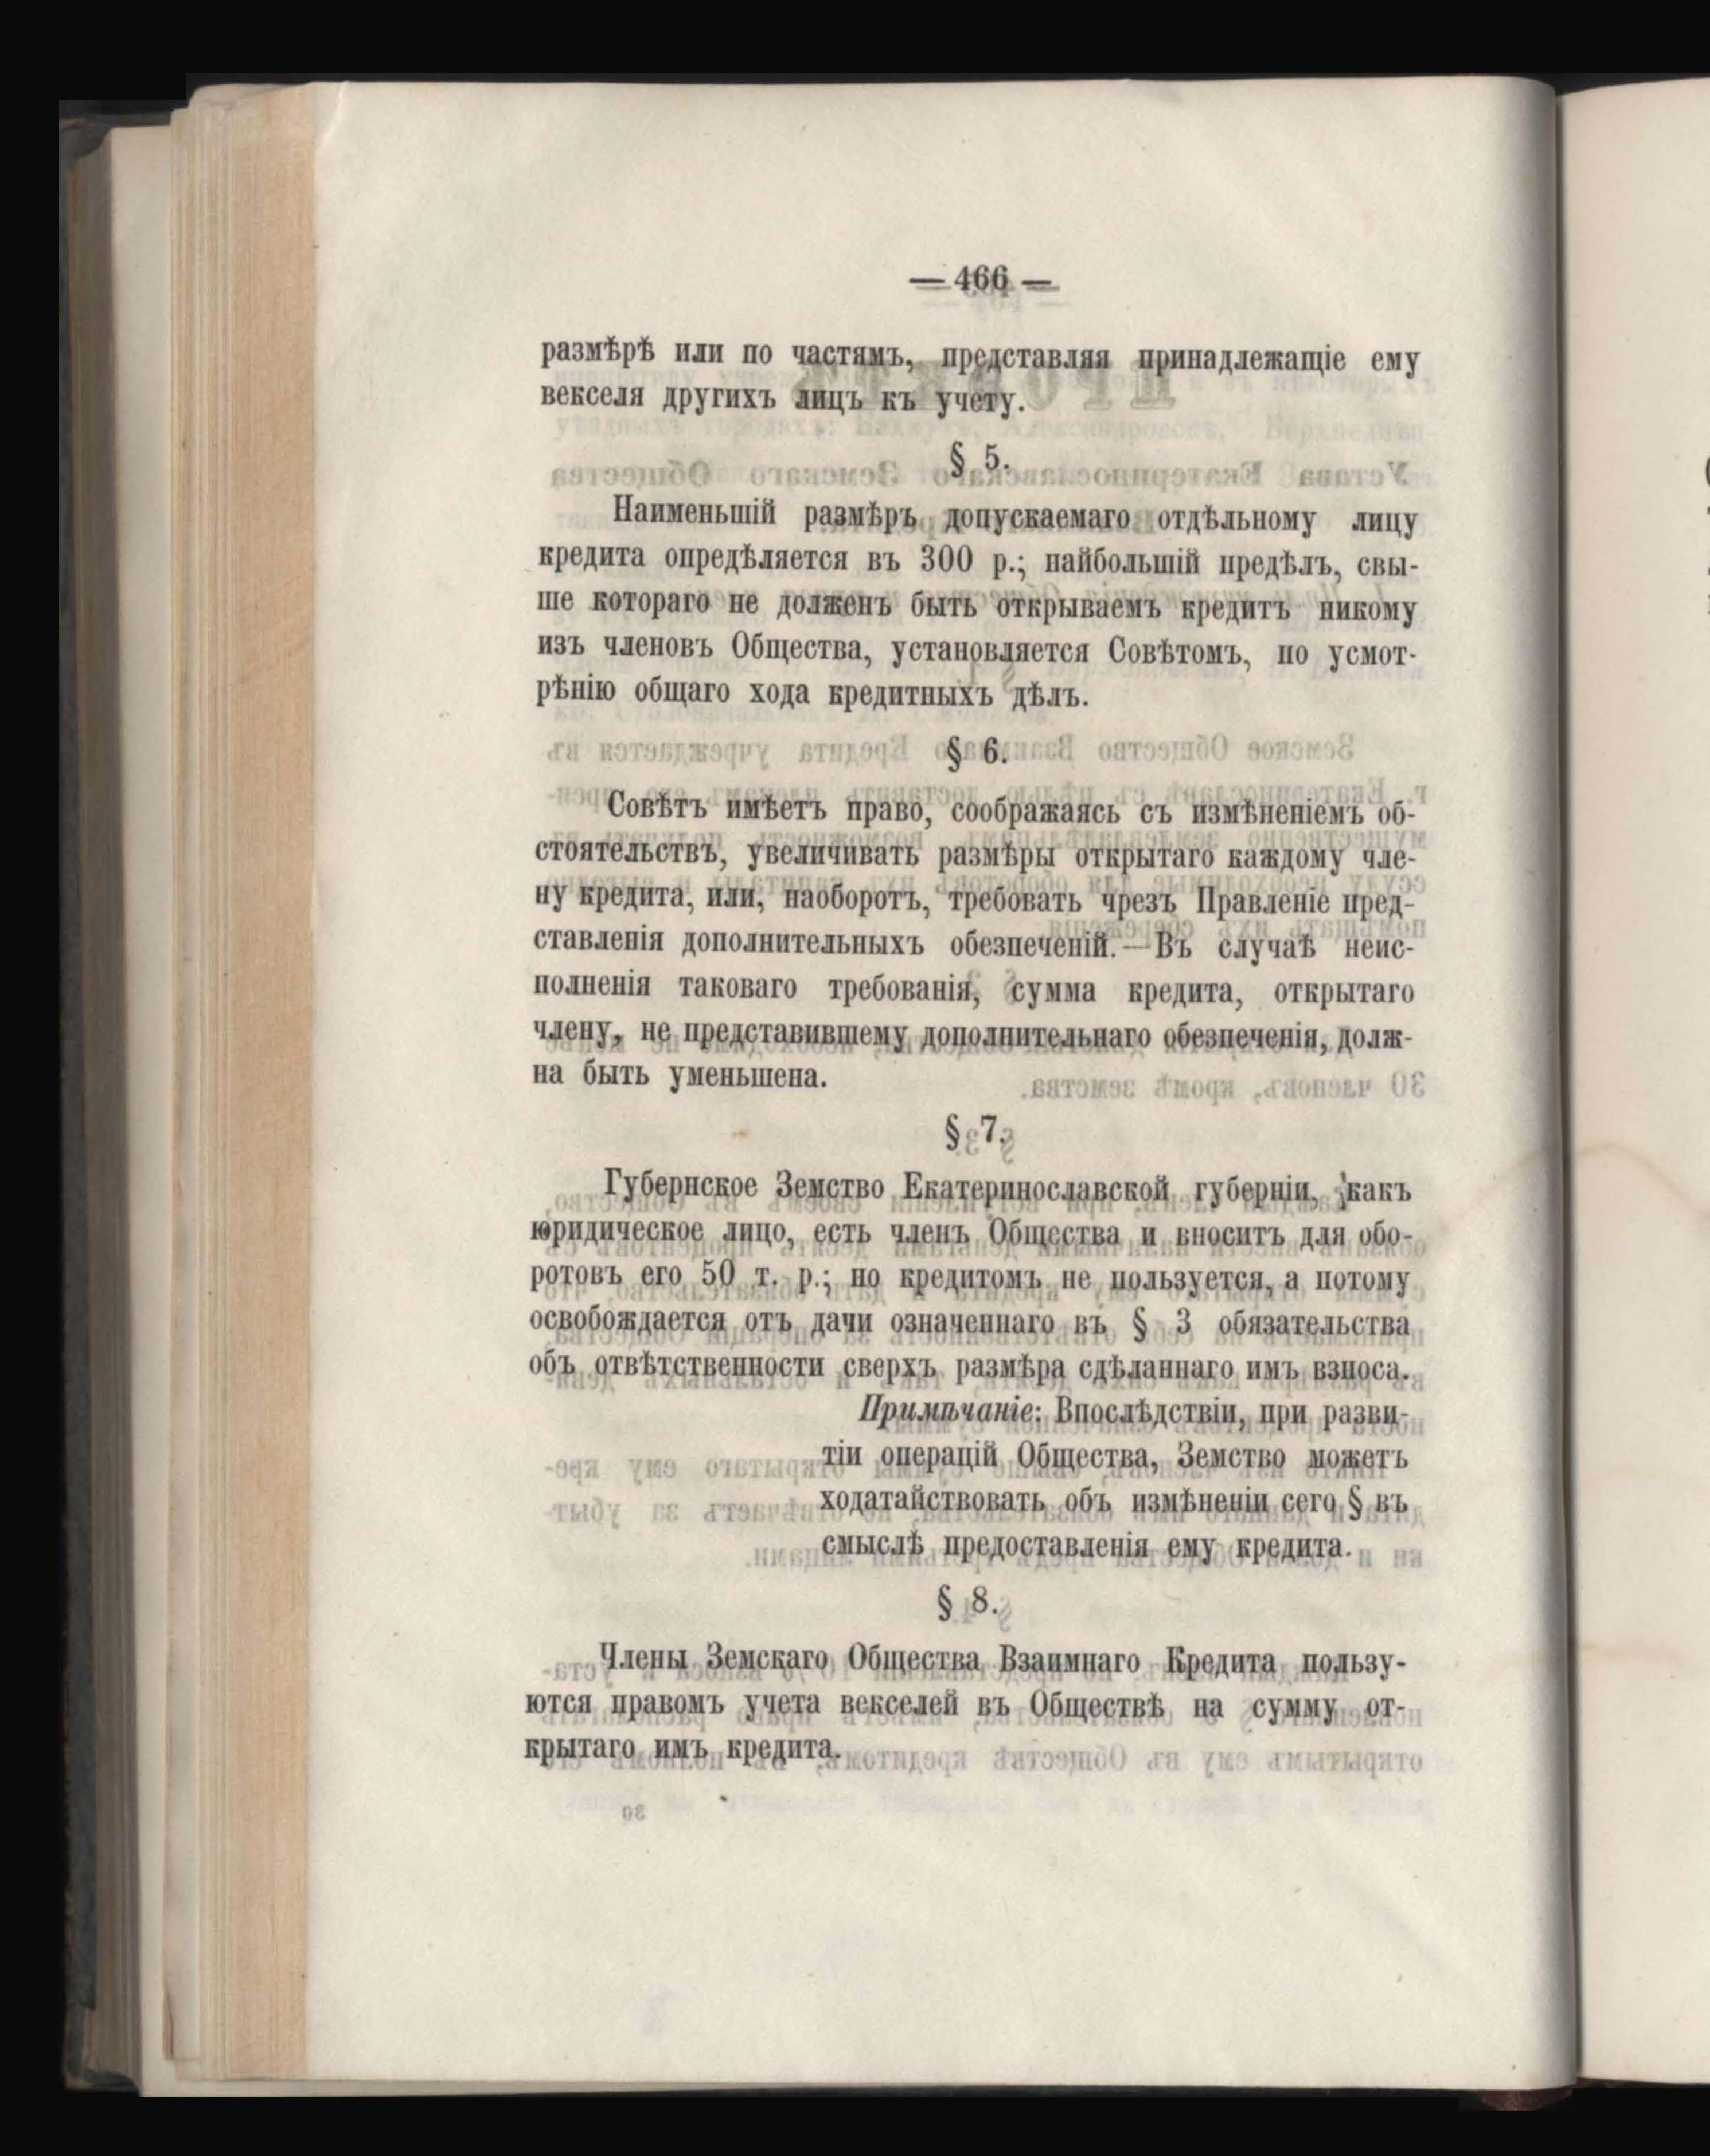 — 466 —
размѣрѣ или по частямъ, представляя принадлежащіе ему
векселя другихъ лицъ къ учету.
§ 5.
Наименьшій размѣръ допускаемаго отдѣльному лицу
кредита опредѣляется въ 300 р.; найбольшій предѣлъ, свы-
ше котораго не долженъ быть открываемъ кредитъ никому
изъ членовъ Общества, установляется Совѣтомъ, по усмот-
рѣнію общаго хода кредитныхъ дѣлъ.
§ 6.
Совѣтъ имѣетъ право, соображаясь съ измѣненіемъ об-
стоятельствъ, увеличивать размѣры открытаго каждому чле-
ну кредита, или, наоборотъ, требовать чрезъ Правленіе пред-
ставленія дополнительныхъ обезпеченій.—Въ случаѣ неис-
полненія таковаго требованія, сумма кредита, открытаго
члену, не представившему дополнительнаго обезпеченія, долж-
на быть уменьшена.
§ 7.
Губернское Земство Екатеринославской губерніи, какъ
юридическое лицо, есть членъ Общества и вноситъ для обо-
ротовъ его 50 т. р.; но кредитомъ не пользуется, а потому
освобождается отъ дачи означеннаго въ § 3 обязательства
объ отвѣтственности сверхъ размѣра сдѣланнаго имъ взноса.
Примѣчаніе: Впослѣдствіи, при разви-
тіи операцій Общества, Земство можетъ
ходатайствовать объ измѣненіи сего § въ
смыслѣ предоставленія ему кредита.
§ 8.
Члены Земскаго Общества Взаимнаго Кредита пользу-
ются правомъ учета векселей въ Обществѣ на сумму от-
крытаго имъ кредита.